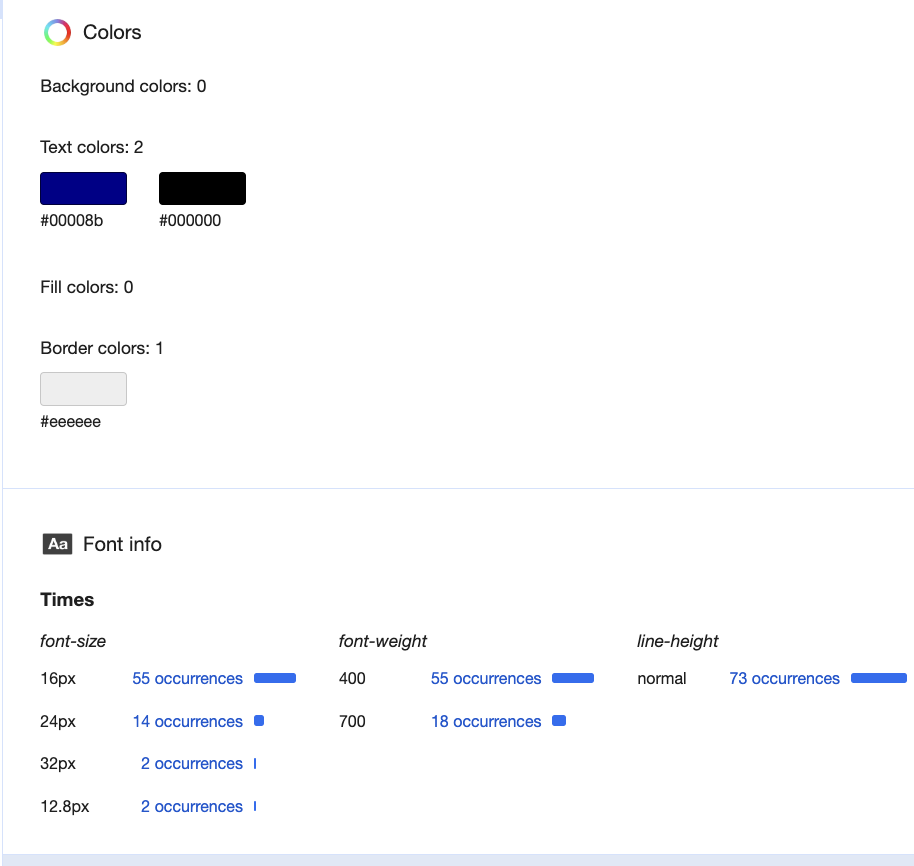 Colors
Background colors: 0
Text colors: 2
#00008b #000000
Fill colors: 0
Border colors: 1
#eeeeee
Aa Font info
Times
font-size font-weight line-height
16px 55 occurrences 400 55 occurrences normal 73 occurrences
24px 14 occurrences 700 18 occurrences
32px 2 occurrences
12.8px 2 occurrences